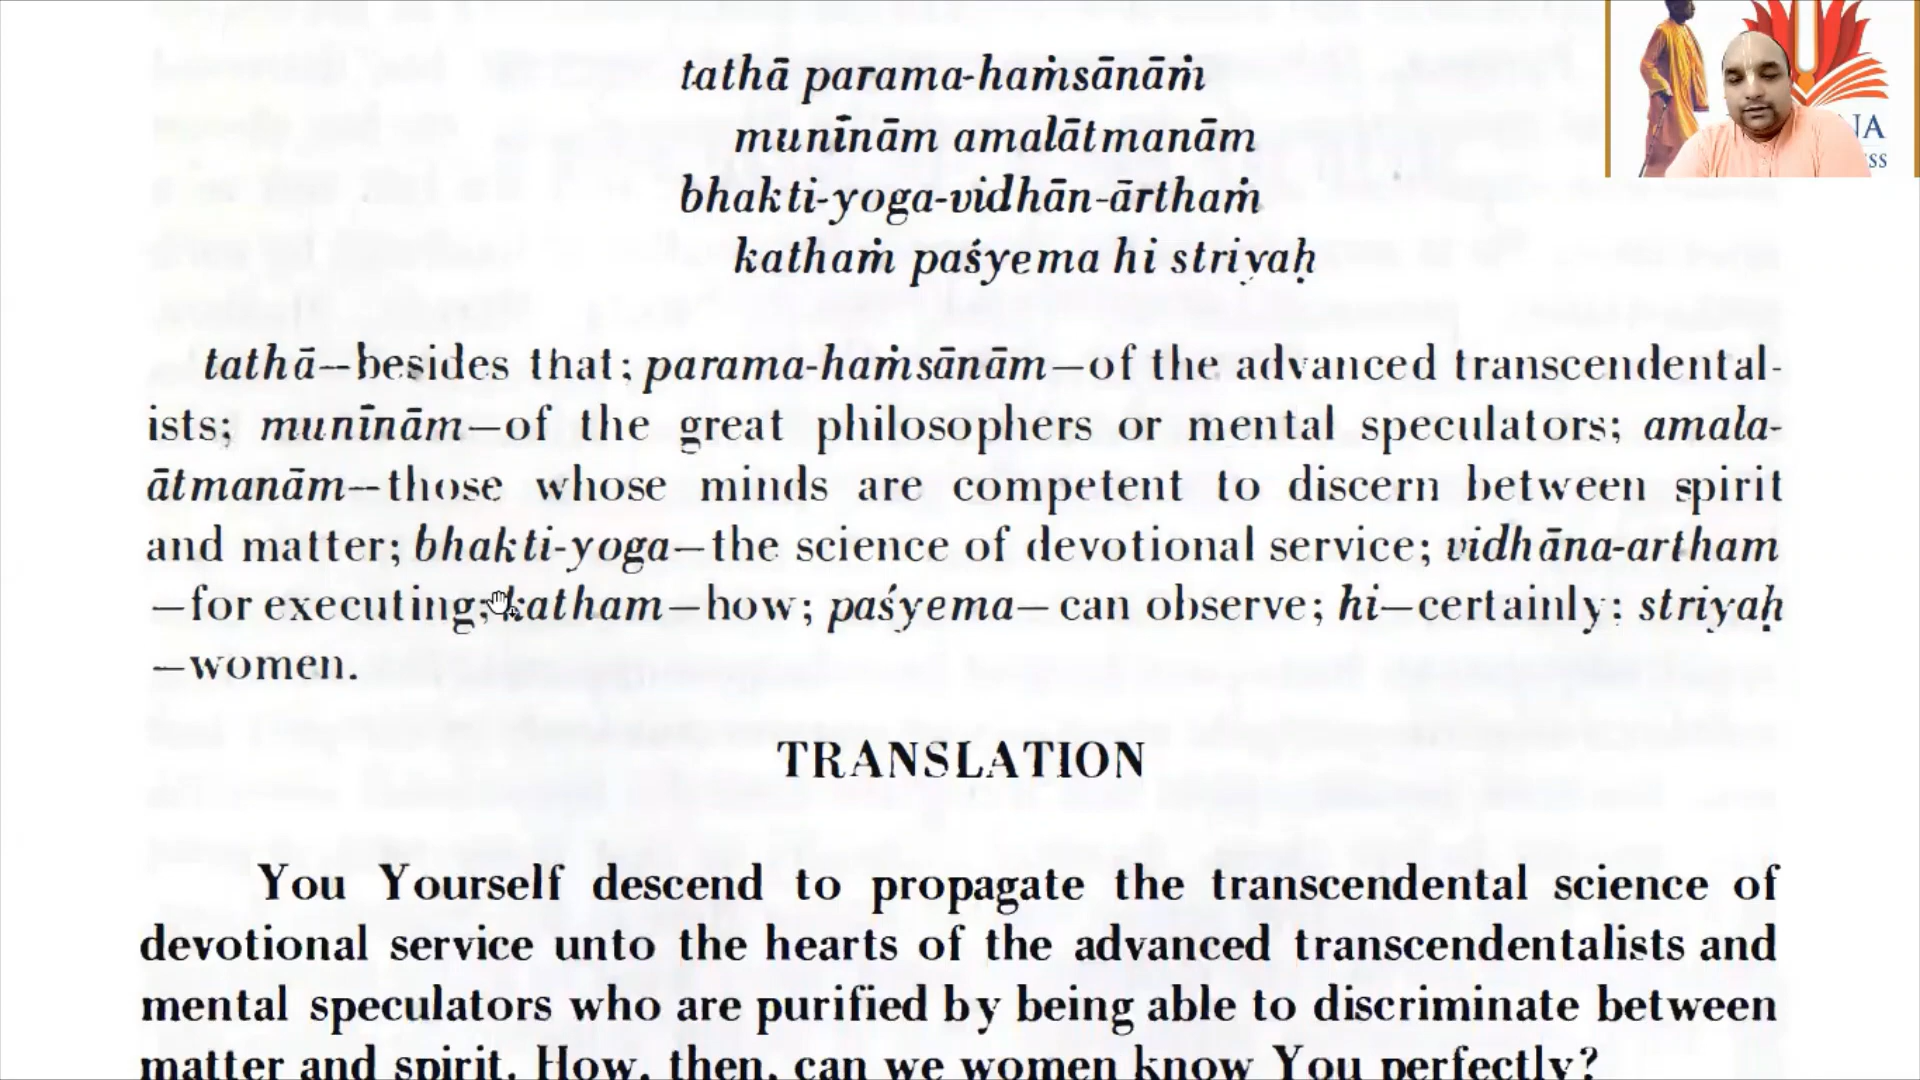 tathā parama-haṁsānāṁ
munīnām amalātmanām
bhakti-yoga-vidhān-ārthaṁ
kathaṁ paśyema hi striyaḥ
tathā—besides that; parama-haṁsānām—of the advanced transcendental-
ists; munīnām—of the great philosophers or mental speculators; amala-
ātmanām—those whose minds are competent to discern between spirit
and matter; bhakti-yoga—the science of devotional service; vidhāna-artham
—for executing; katham—how; paśyema—can observe; hi—certainly; striyaḥ
—women.
TRANSLATION
You Yourself descend to propagate the transcendental science of
devotional service unto the hearts of the advanced transcendentalists and
mental speculators who are purified by being able to discriminate between
matter and spirit. How, then, can we women know You perfectly?